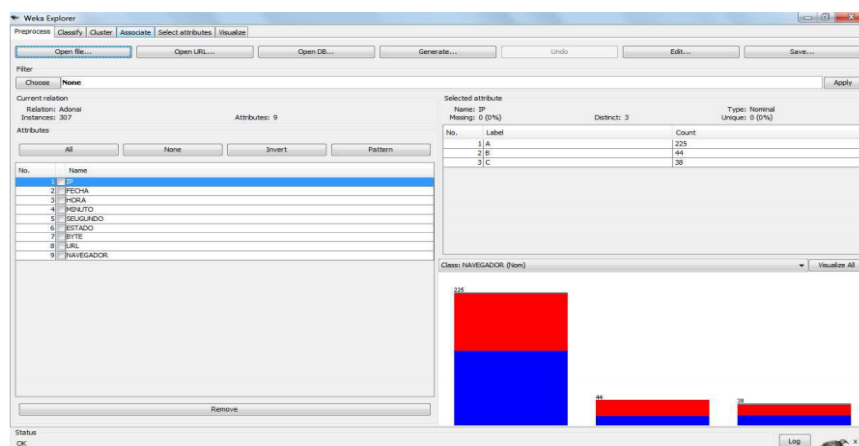 Weka Explorer
Preprocess Classify Cluster Associate Select attributes Visualize
Open file... Open URL... Open DB... Generate... Undo Edit... Save...
Filter
Choose None Apply
Current relation
Relation: Adonai
Instances: 307 Attributes: 9
Attributes
All None Invert Pattern
No. Name
1 IP
2 FECHA
3 HORA
4 MINUTO
5 SEUGUNDO
6 ESTADO
7 BYTE
8 URL
9 NAVEGADOR
Remove
Selected attribute
Name: IP Type: Nominal
Missing: 0 (0%) Distinct: 3 Unique: 0 (0%)
No. Label Count
1 A 225
2 B 44
3 C 38
Class: NAVEGADOR (Nom) Visualize All
225
44
38
Status
OK Log
x